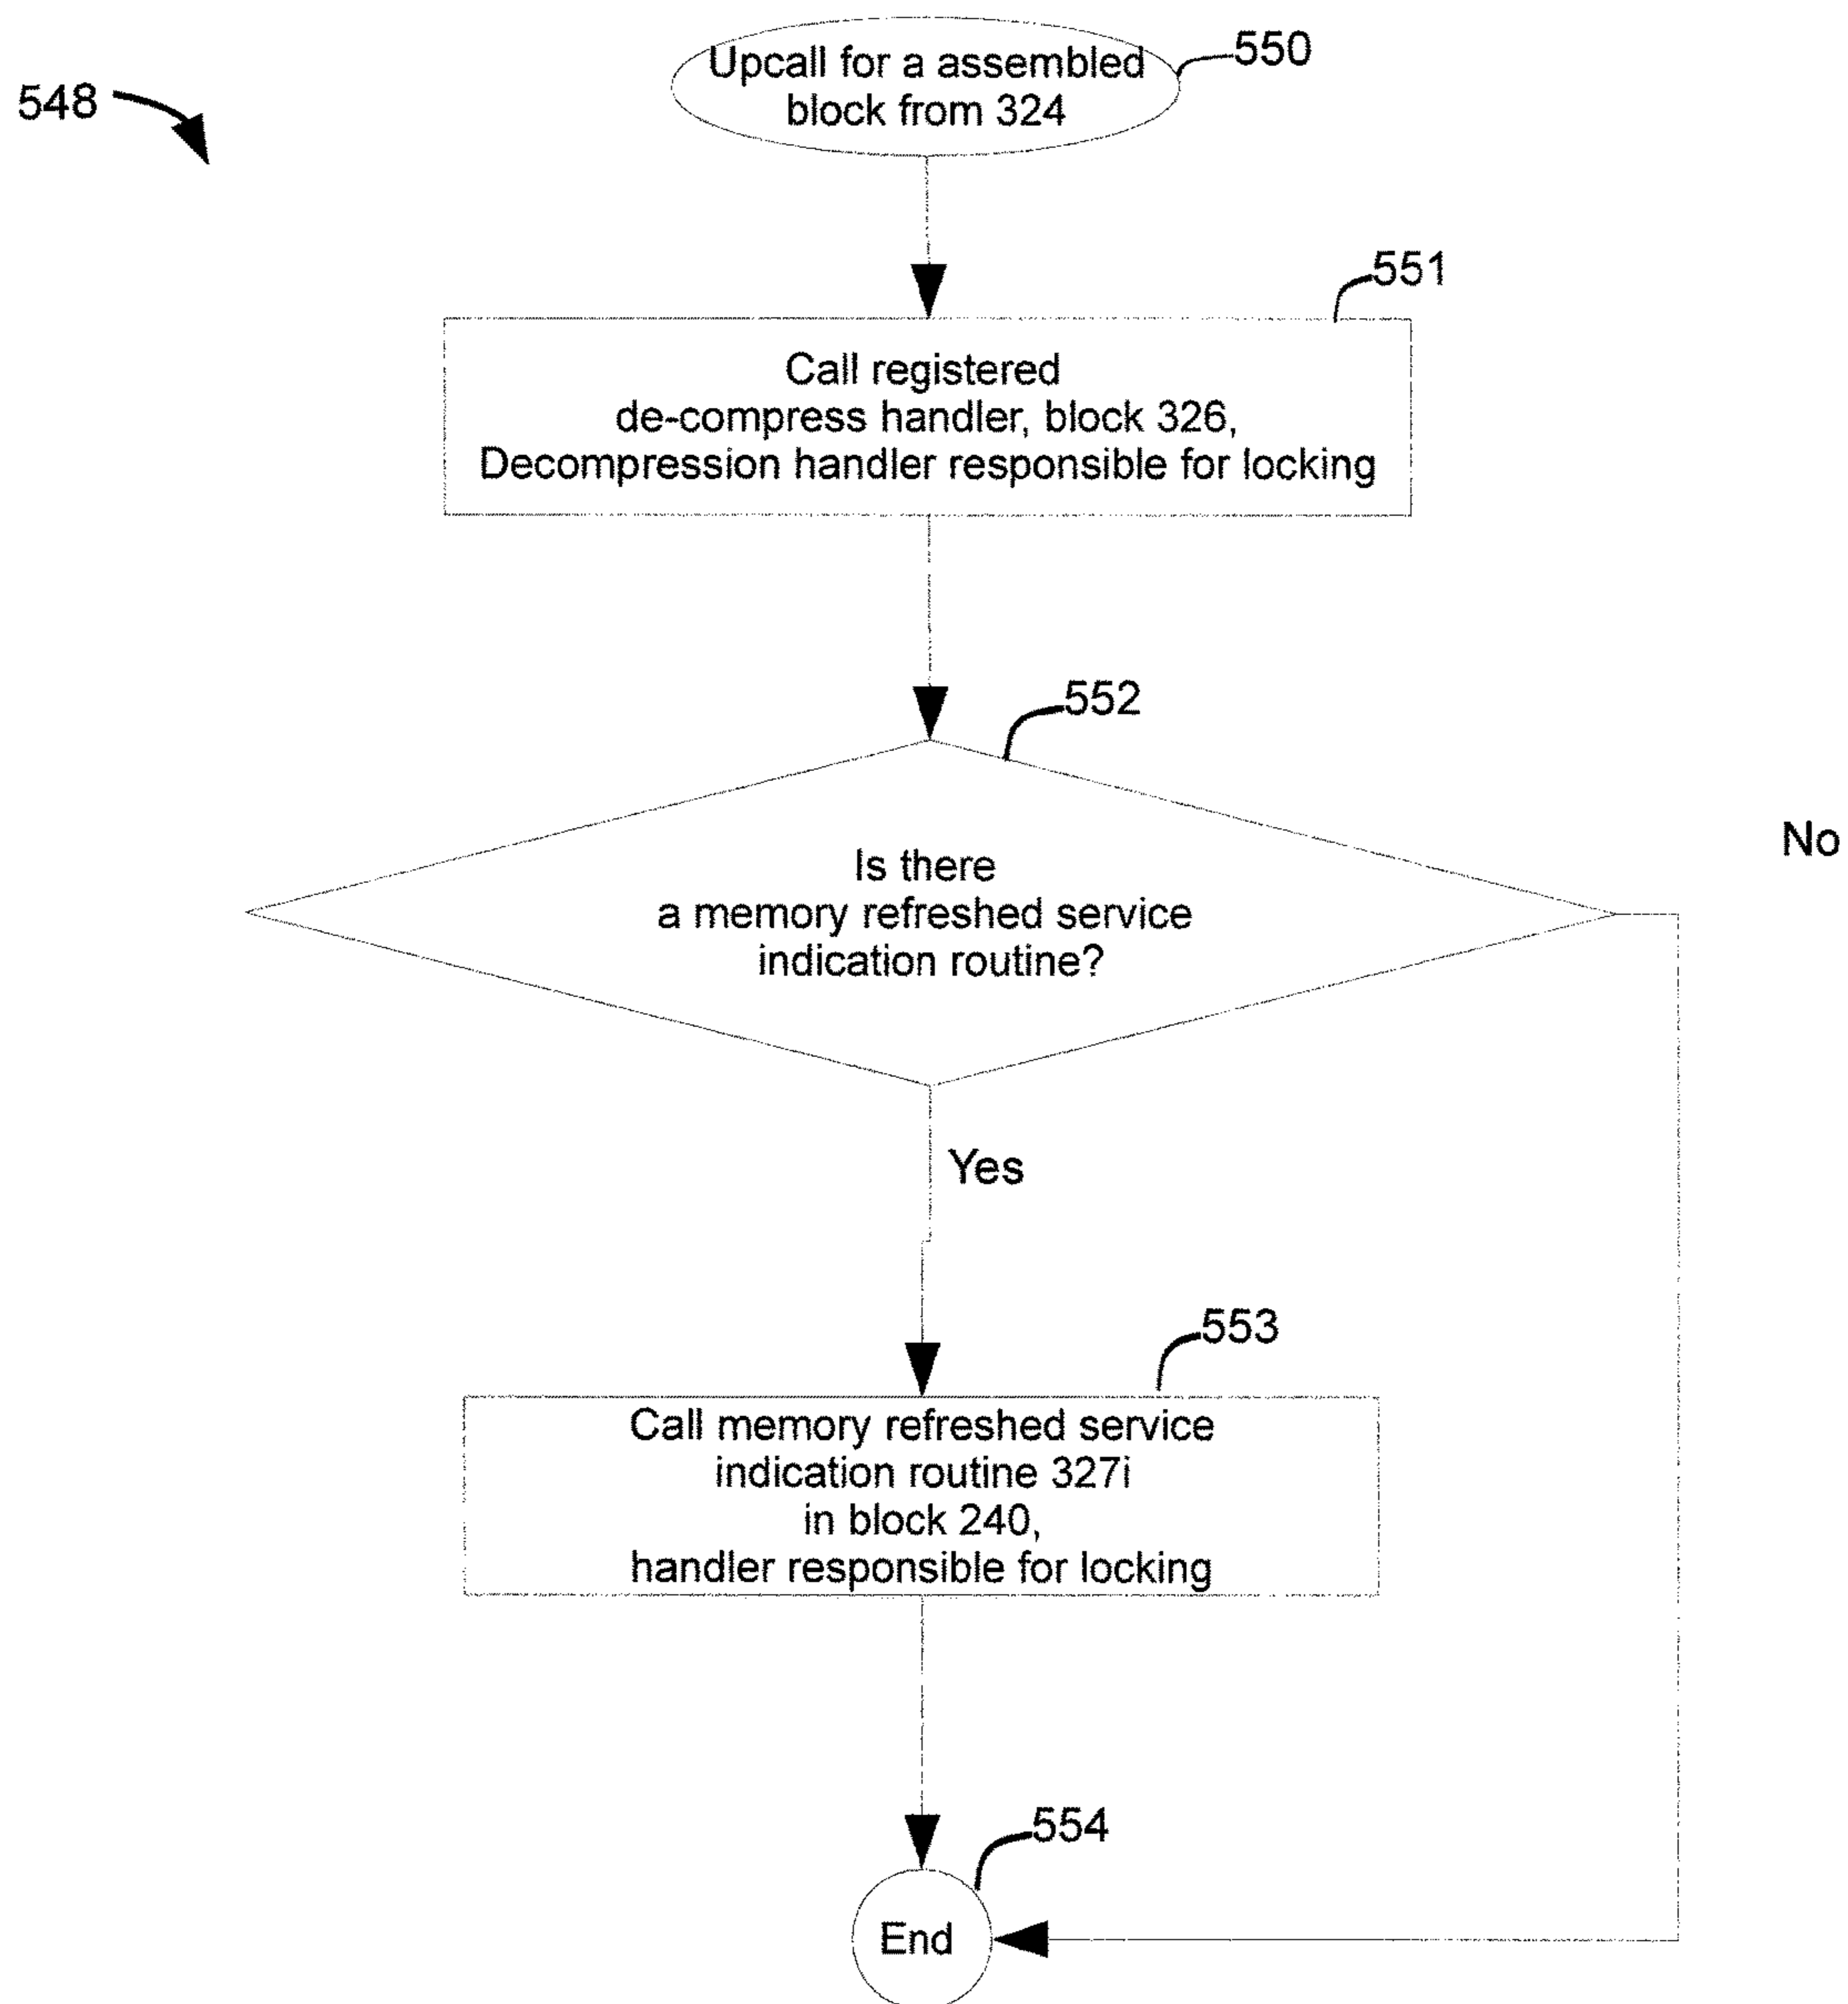 Upcall for a assembled
block from 324
550
548
551
Call registered
de-compress handler, block 326,
Decompression handler responsible for locking
552
No
Is there
a memory refreshed service
indication routine?
Yes
553
Call memory refreshed service
indication routine 327i
in block 240,
handler responsible for locking
554
End